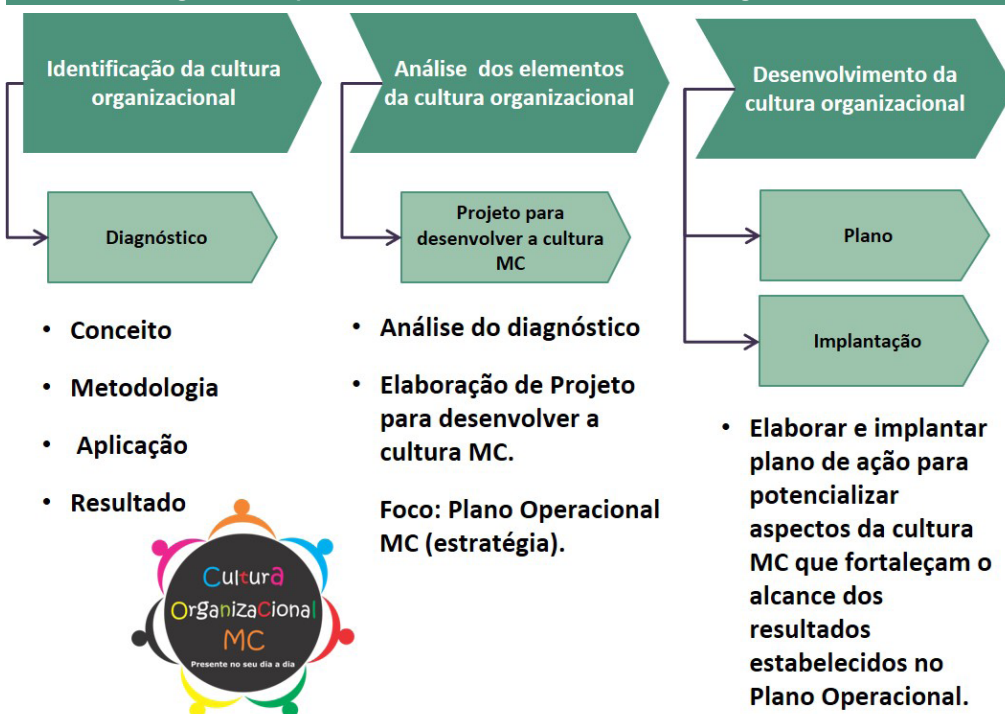 Identificação da cultura
organizacional
Diagnóstico
• Conceito
• Metodologia
• Aplicação
• Resultado
Cultura
Organizacional
MC
Presente no seu dia a dia
Análise dos elementos
da cultura organizacional
Projeto para
desenvolver a cultura
MC
• Análise do diagnóstico
• Elaboração de Projeto
para desenvolver a
cultura MC.
Foco: Plano Operacional
MC (estratégia).
Desenvolvimento da
cultura organizacional
Plano
Implantação
• Elaborar e implantar
plano de ação para
potencializar
aspectos da cultura
MC que fortaleçam o
alcance dos
resultados
estabelecidos no
Plano Operacional.